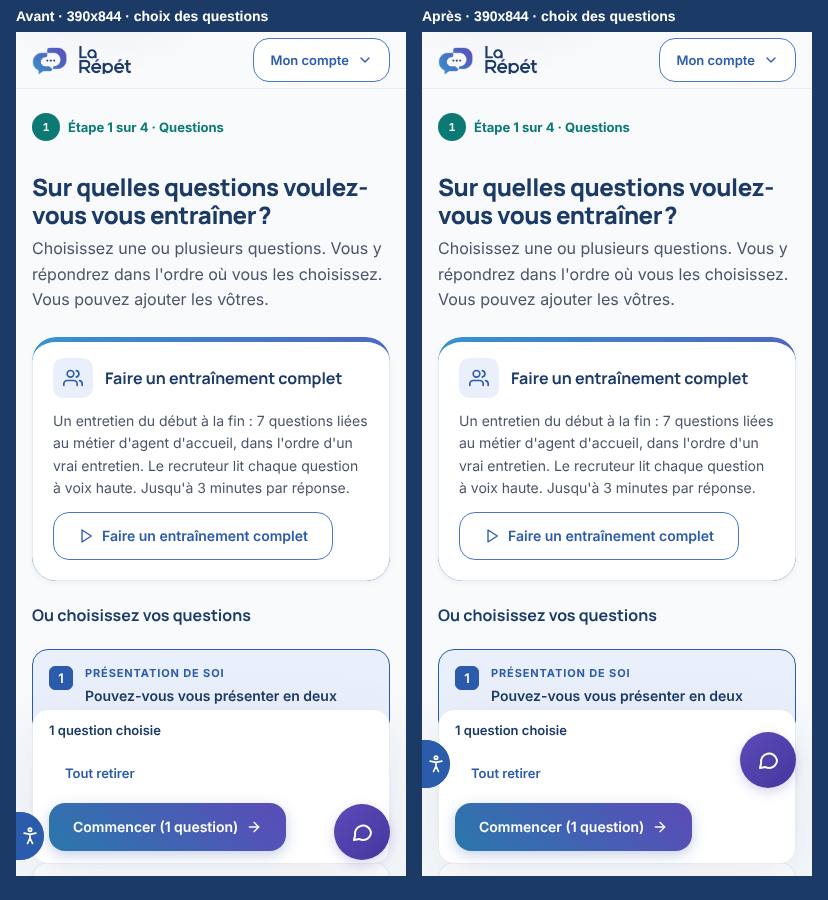 Avant · 390x844 · choix des questions
La
Répét
Mon compte
1
Étape 1 sur 4 · Questions
Sur quelles questions voulez-
vous vous entraîner ?
Choisissez une ou plusieurs questions. Vous y
répondrez dans l'ordre où vous les choisissez.
Vous pouvez ajouter les vôtres.
Faire un entraînement complet
Un entretien du début à la fin : 7 questions liées
au métier d'agent d'accueil, dans l'ordre d'un
vrai entretien. Le recruteur lit chaque question
à voix haute. Jusqu'à 3 minutes par réponse.
Faire un entraînement complet
Ou choisissez vos questions
1
PRÉSENTATION DE SOI
Pouvez-vous vous présenter en deux
1 question choisie
Tout retirer
Commencer (1 question)
Après · 390x844 · choix des questions
La
Répét
Mon compte
1
Étape 1 sur 4 · Questions
Sur quelles questions voulez-
vous vous entraîner ?
Choisissez une ou plusieurs questions. Vous y
répondrez dans l'ordre où vous les choisissez.
Vous pouvez ajouter les vôtres.
Faire un entraînement complet
Un entretien du début à la fin : 7 questions liées
au métier d'agent d'accueil, dans l'ordre d'un
vrai entretien. Le recruteur lit chaque question
à voix haute. Jusqu'à 3 minutes par réponse.
Faire un entraînement complet
Ou choisissez vos questions
1
PRÉSENTATION DE SOI
Pouvez-vous vous présenter en deux
1 question choisie
Tout retirer
Commencer (1 question)